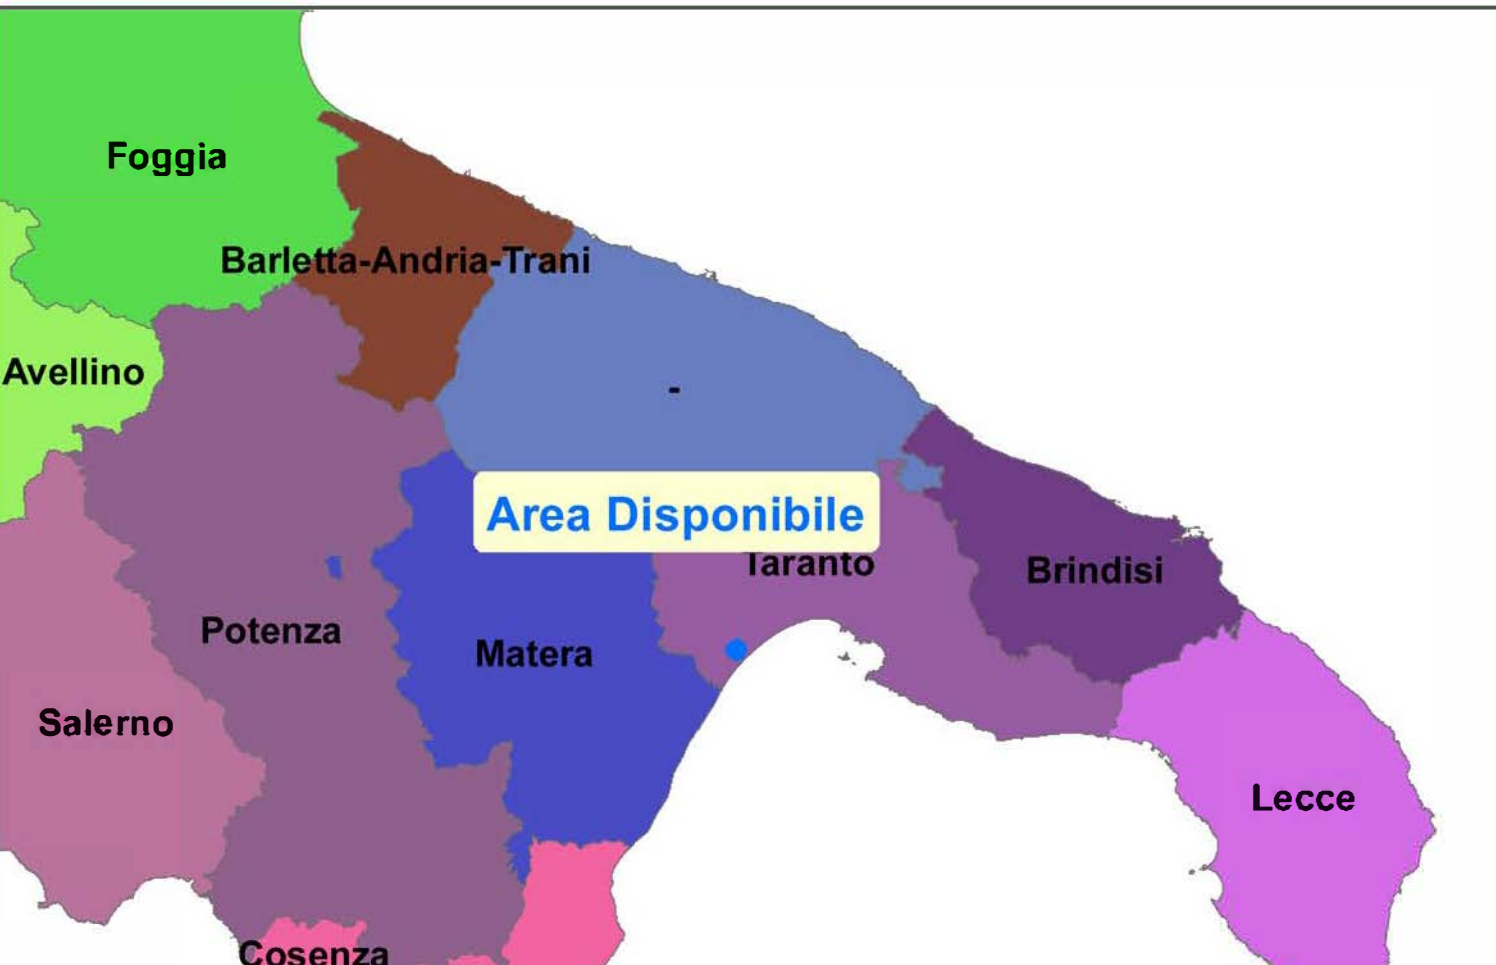 Foggia
Barletta-Andria-Trani
Avellino
-
Area Disponibile
Taranto
Brindisi
Potenza
Matera
Salerno
Lecce
Cosenza